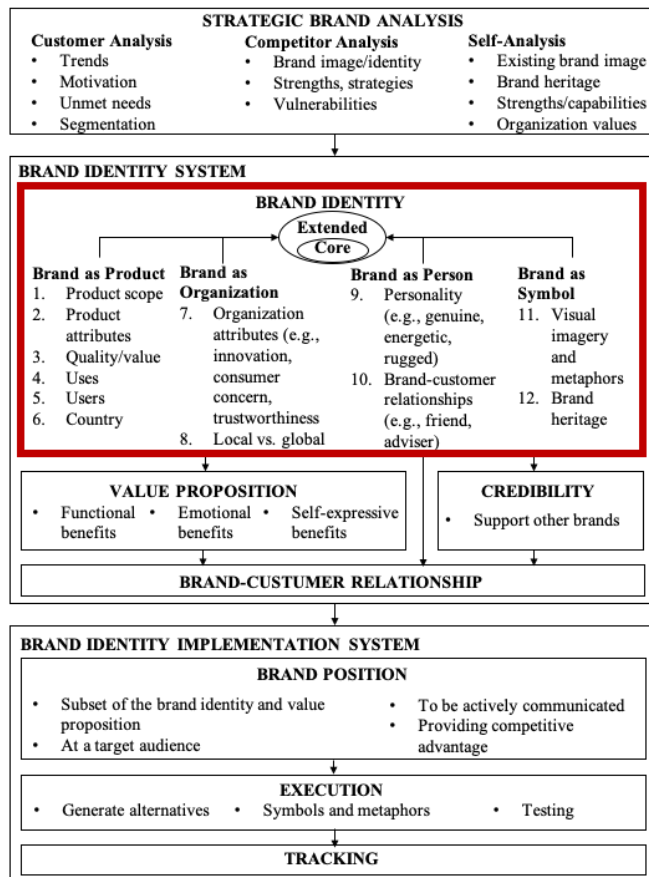 STRATEGIC BRAND ANALYSIS
Customer Analysis
• Trends
• Motivation
• Unmet needs
• Segmentation
Competitor Analysis
• Brand image/identity
• Strengths, strategies
• Vulnerabilities
Self-Analysis
• Existing brand image
• Brand heritage
• Strengths/capabilities
• Organization values
BRAND IDENTITY SYSTEM
BRAND IDENTITY
Extended
Core
Brand as Product
1. Product scope
2. Product
attributes
3. Quality/value
4. Uses
5. Users
6. Country
Brand as
Organization
7. Organization
attributes (e.g.,
innovation,
consumer
concern,
trustworthiness
8. Local vs. global
Brand as Person
9. Personality
(e.g., genuine,
energetic,
rugged)
10. Brand-customer
relationships
(e.g., friend,
adviser)
Brand as
Symbol
11. Visual
imagery
and
metaphors
12. Brand
heritage
VALUE PROPOSITION
• Functional
benefits
• Emotional
benefits
• Self-expressive
benefits
CREDIBILITY
• Support other brands
BRAND-CUSTUMER RELATIONSHIP
BRAND IDENTITY IMPLEMENTATION SYSTEM
BRAND POSITION
• Subset of the brand identity and value
proposition
• At a target audience
• To be actively communicated
• Providing competitive
advantage
EXECUTION
• Generate alternatives
• Symbols and metaphors
• Testing
TRACKING